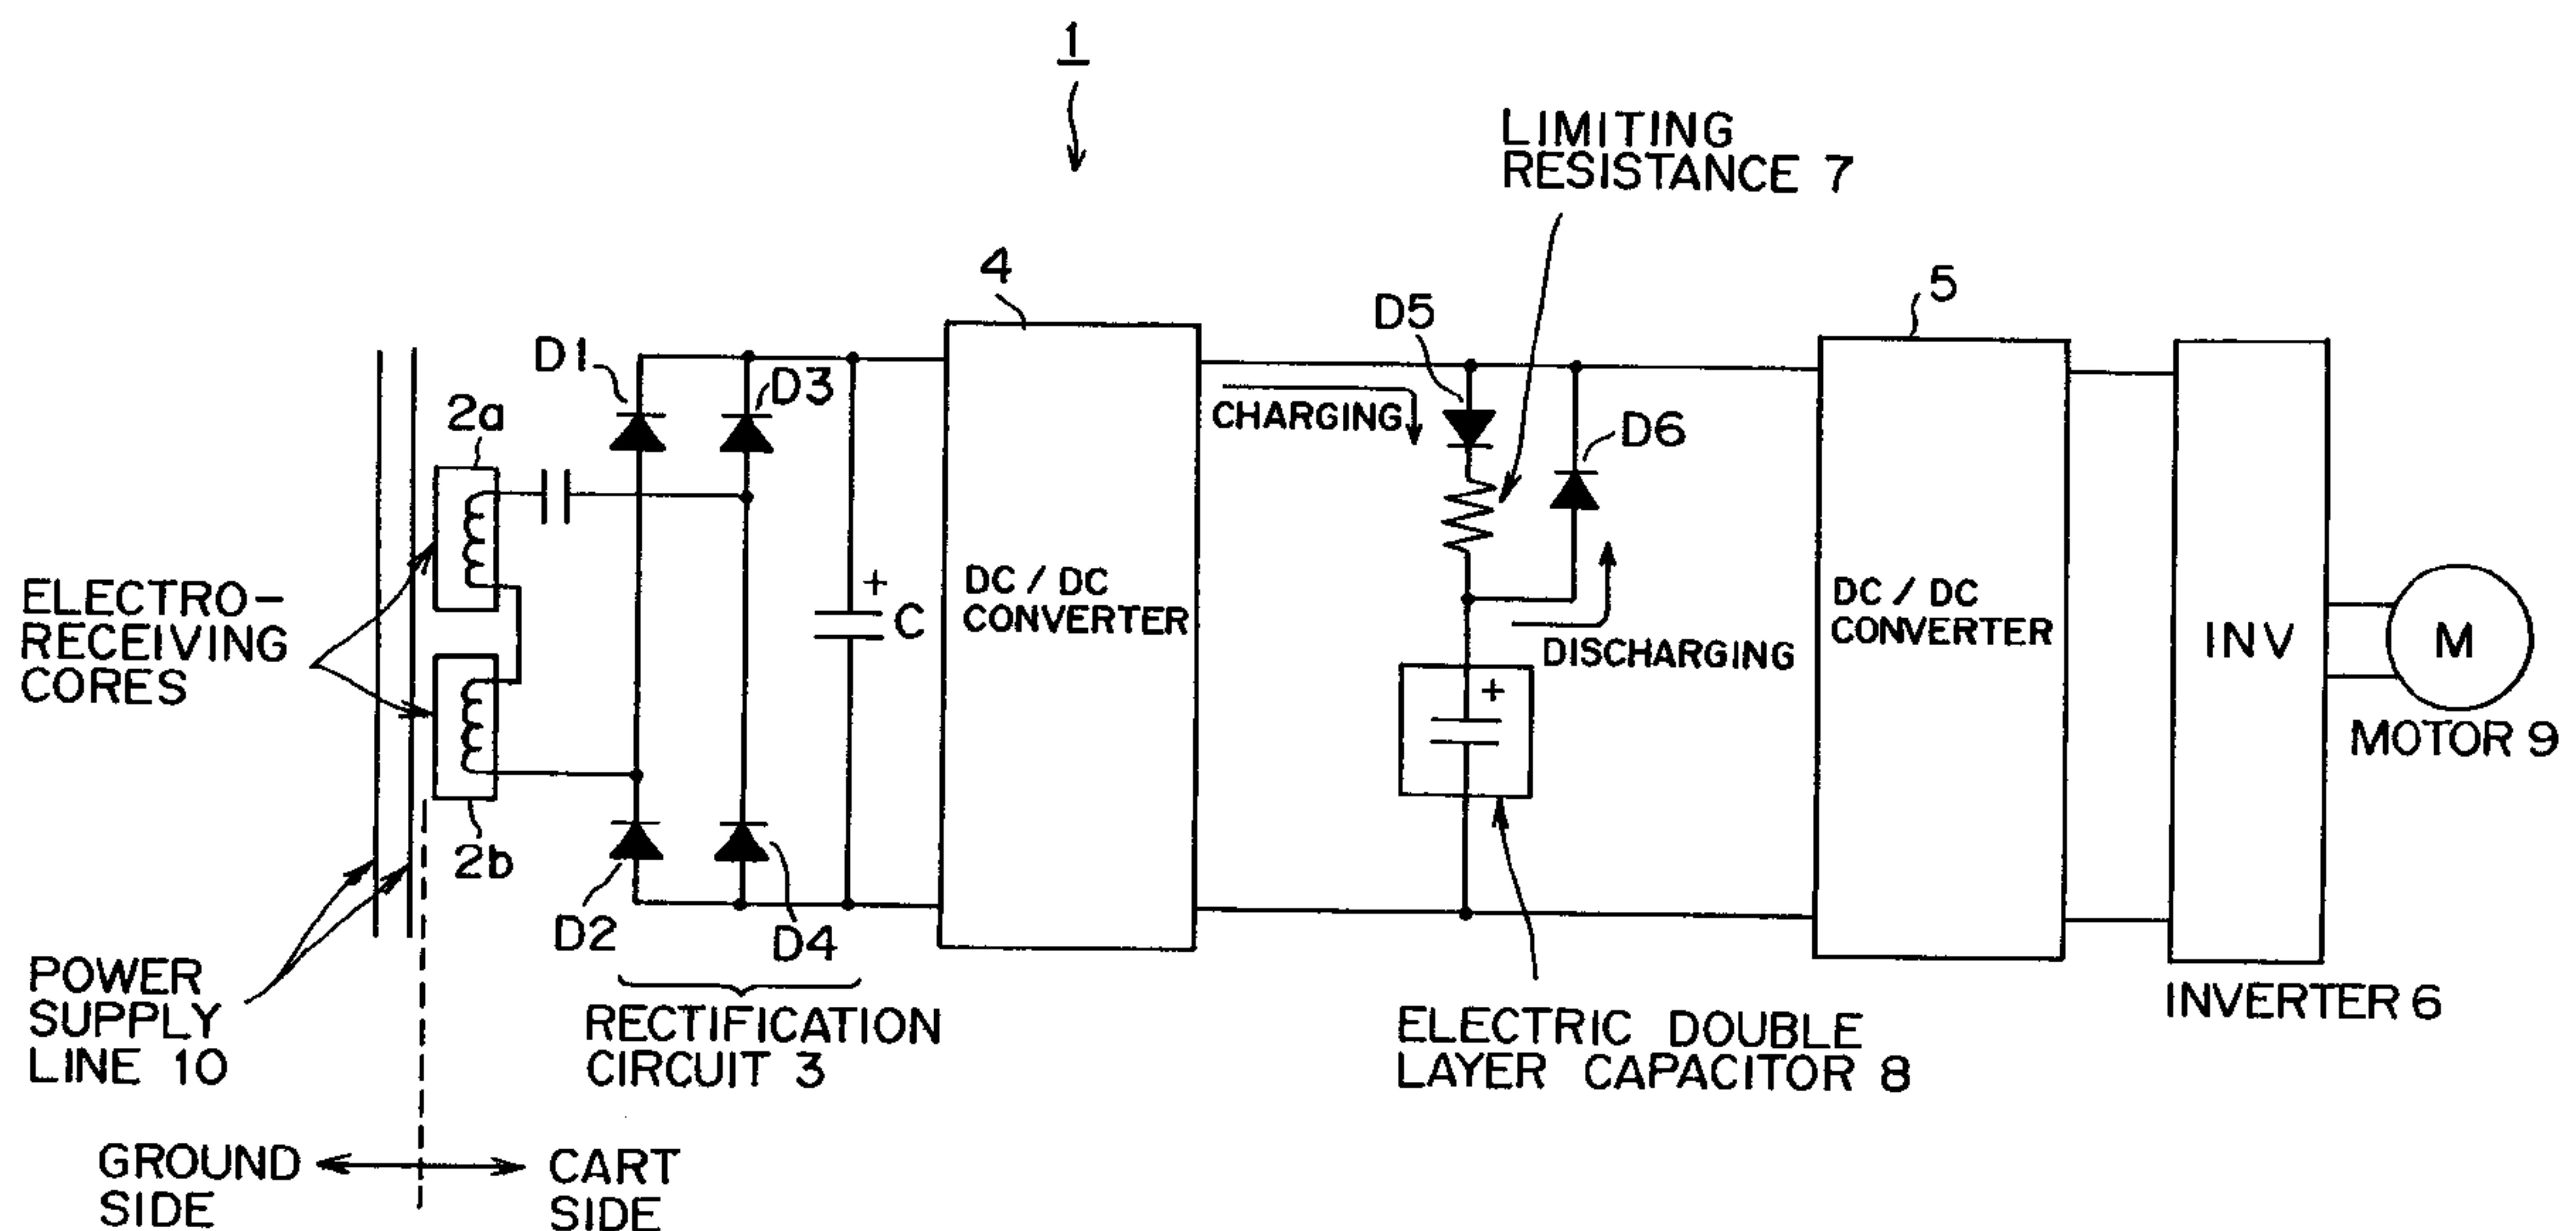 1
LIMITING
RESISTANCE 7
4
5
D5
D1
D3
2a
CHARGING
D6
ELECTRO-
RECEIVING
CORES
+
C
DC / DC
CONVERTER
DISCHARGING
+
DC / DC
CONVERTER
INV
M
MOTOR 9
2b
D2
D4
POWER
SUPPLY
LINE 10
RECTIFICATION
CIRCUIT 3
ELECTRIC DOUBLE
LAYER CAPACITOR 8
INVERTER 6
GROUND
SIDE
CART
SIDE